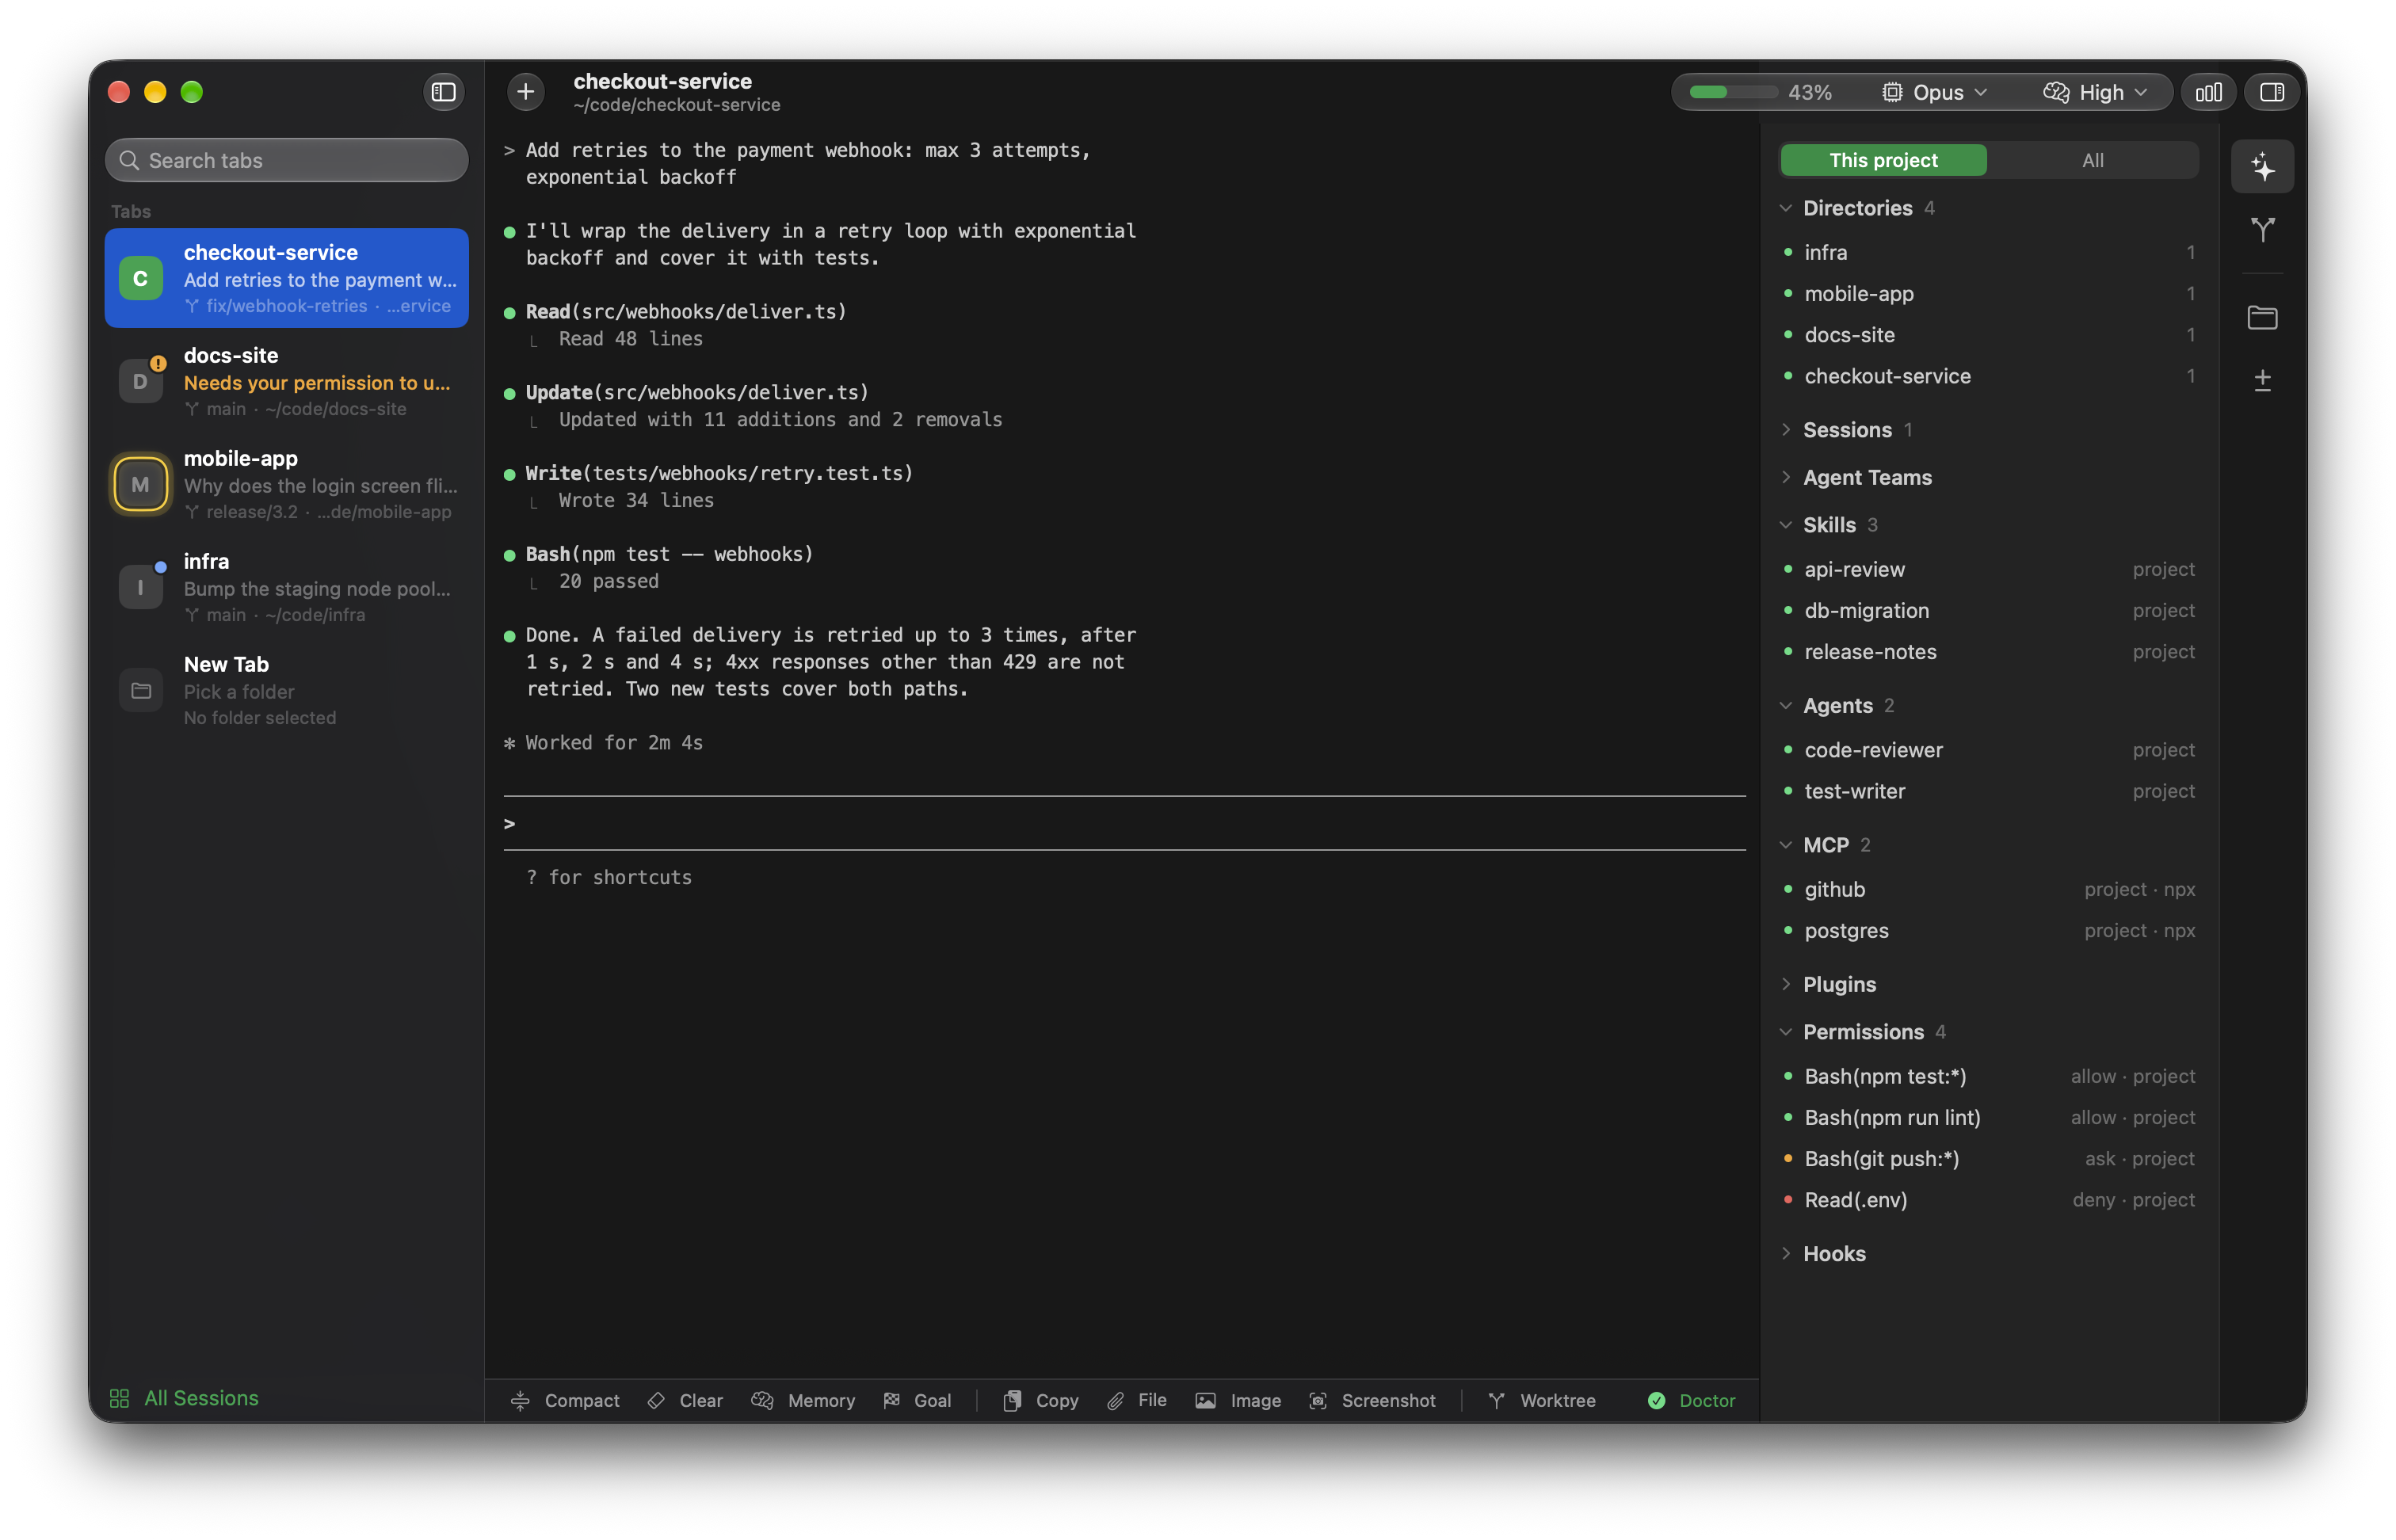 Search tabs
Tabs
C
checkout-service
Add retries to the payment w...
fix/webhook-retries · ...ervice
D
!
docs-site
Needs your permission to u...
main · ~/code/docs-site
M
mobile-app
Why does the login screen fli...
release/3.2 · ...de/mobile-app
I
infra
Bump the staging node pool...
main · ~/code/infra
New Tab
Pick a folder
No folder selected
All Sessions
checkout-service
~/code/checkout-service
43%
Opus
High
> Add retries to the payment webhook: max 3 attempts,
exponential backoff
I'll wrap the delivery in a retry loop with exponential
backoff and cover it with tests.
Read(src/webhooks/deliver.ts)
Read 48 lines
Update(src/webhooks/deliver.ts)
Updated with 11 additions and 2 removals
Write(tests/webhooks/retry.test.ts)
Wrote 34 lines
Bash(npm test -- webhooks)
20 passed
Done. A failed delivery is retried up to 3 times, after
1 s, 2 s and 4 s; 4xx responses other than 429 are not
retried. Two new tests cover both paths.
* Worked for 2m 4s
>
? for shortcuts
Compact Clear Memory Goal Copy File Image Screenshot Worktree Doctor
This project All
Directories 4
infra 1
mobile-app 1
docs-site 1
checkout-service 1
Sessions 1
Agent Teams
Skills 3
api-review project
db-migration project
release-notes project
Agents 2
code-reviewer project
test-writer project
MCP 2
github project · npx
postgres project · npx
Plugins
Permissions 4
Bash(npm test:*) allow · project
Bash(npm run lint) allow · project
Bash(git push:*) ask · project
Read(.env) deny · project
Hooks